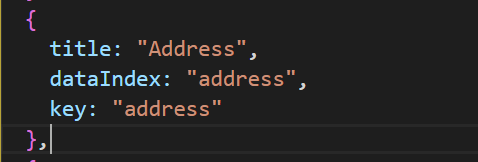 {
title: "Address",
dataIndex: "address",
key: "address"
},